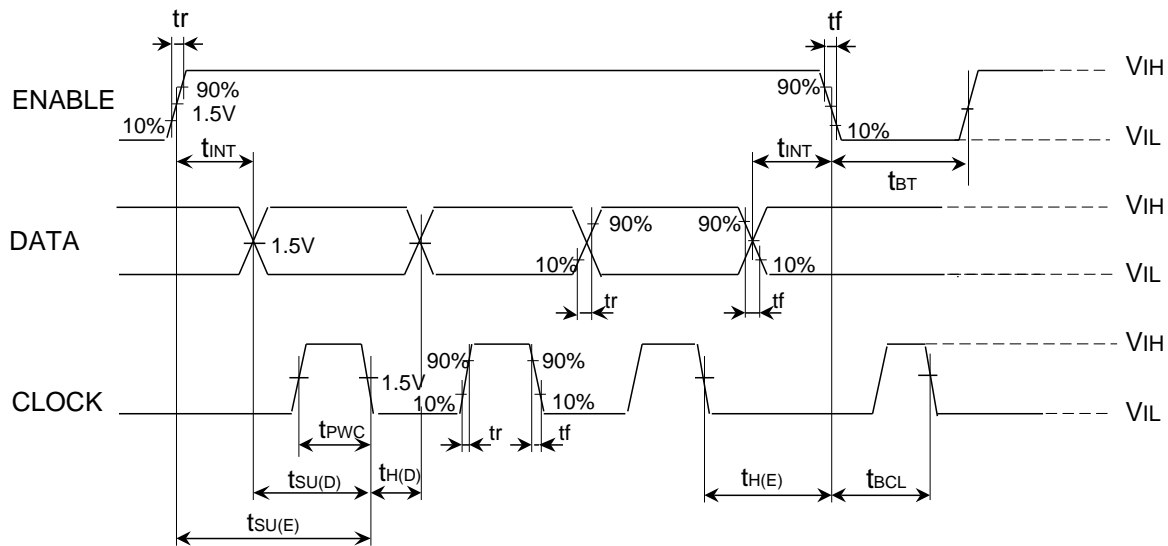 tr
tf
VIH
90%
90%
ENABLE
1.5V
10%
10%
VIL
tINT
tINT
tBT
VIH
90%
90%
DATA
1.5V
10%
10%
VIL
tr
tf
VIH
90%
90%
1.5V
CLOCK
10%
10%
VIL
tPWC
tr
tf
tSU(D)
tH(D)
tH(E)
tBCL
tSU(E)